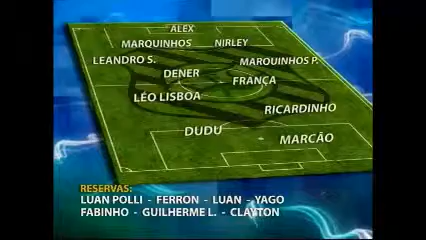 ALEX
MARQUINHOS NIRLEY
LEANDRO S. MARQUINHOS P.
DENER FRANÇA
LÉO LISBOA
RICARDINHO
DUDU MARCÃO
RESERVAS:
LUAN POLLI - FERRON - LUAN - YAGO
FABINHO - GUILHERME L. - CLAYTON